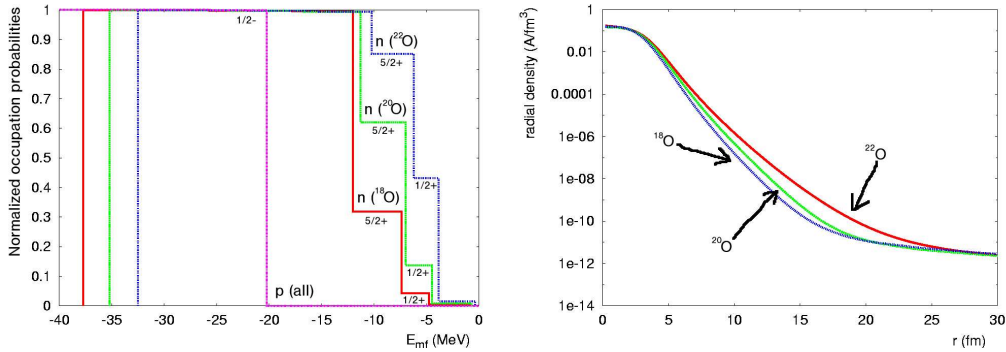 Normalized occupation probabilities
1
0.9
0.8
0.7
0.6
0.5
0.4
0.3
0.2
0.1
0
1/2-
n (²²O)
5/2+
n (²⁰O)
5/2+
1/2+
n (¹⁸O)
5/2+
1/2+
1/2+
p (all)
-40 -35 -30 -25 -20 -15 -10 -5 0
E_mf (MeV)
radial density (A/fm³)
0.01
0.0001
1e-06
1e-08
1e-10
1e-12
1e-14
¹⁸O
²²O
²⁰O
0 5 10 15 20 25 30
r (fm)